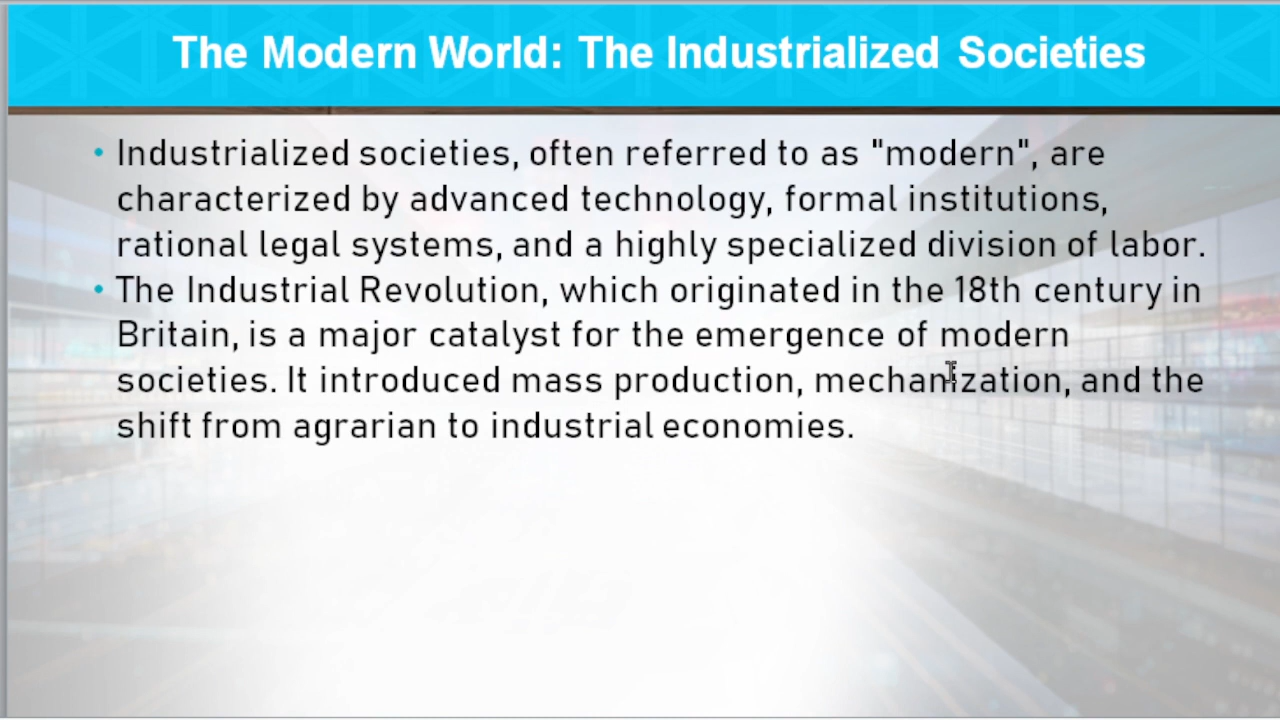 The Modern World: The Industrialized Societies
• Industrialized societies, often referred to as "modern", are
characterized by advanced technology, formal institutions,
rational legal systems, and a highly specialized division of labor.
• The Industrial Revolution, which originated in the 18th century in
Britain, is a major catalyst for the emergence of modern
societies. It introduced mass production, mechanization, and the
shift from agrarian to industrial economies.